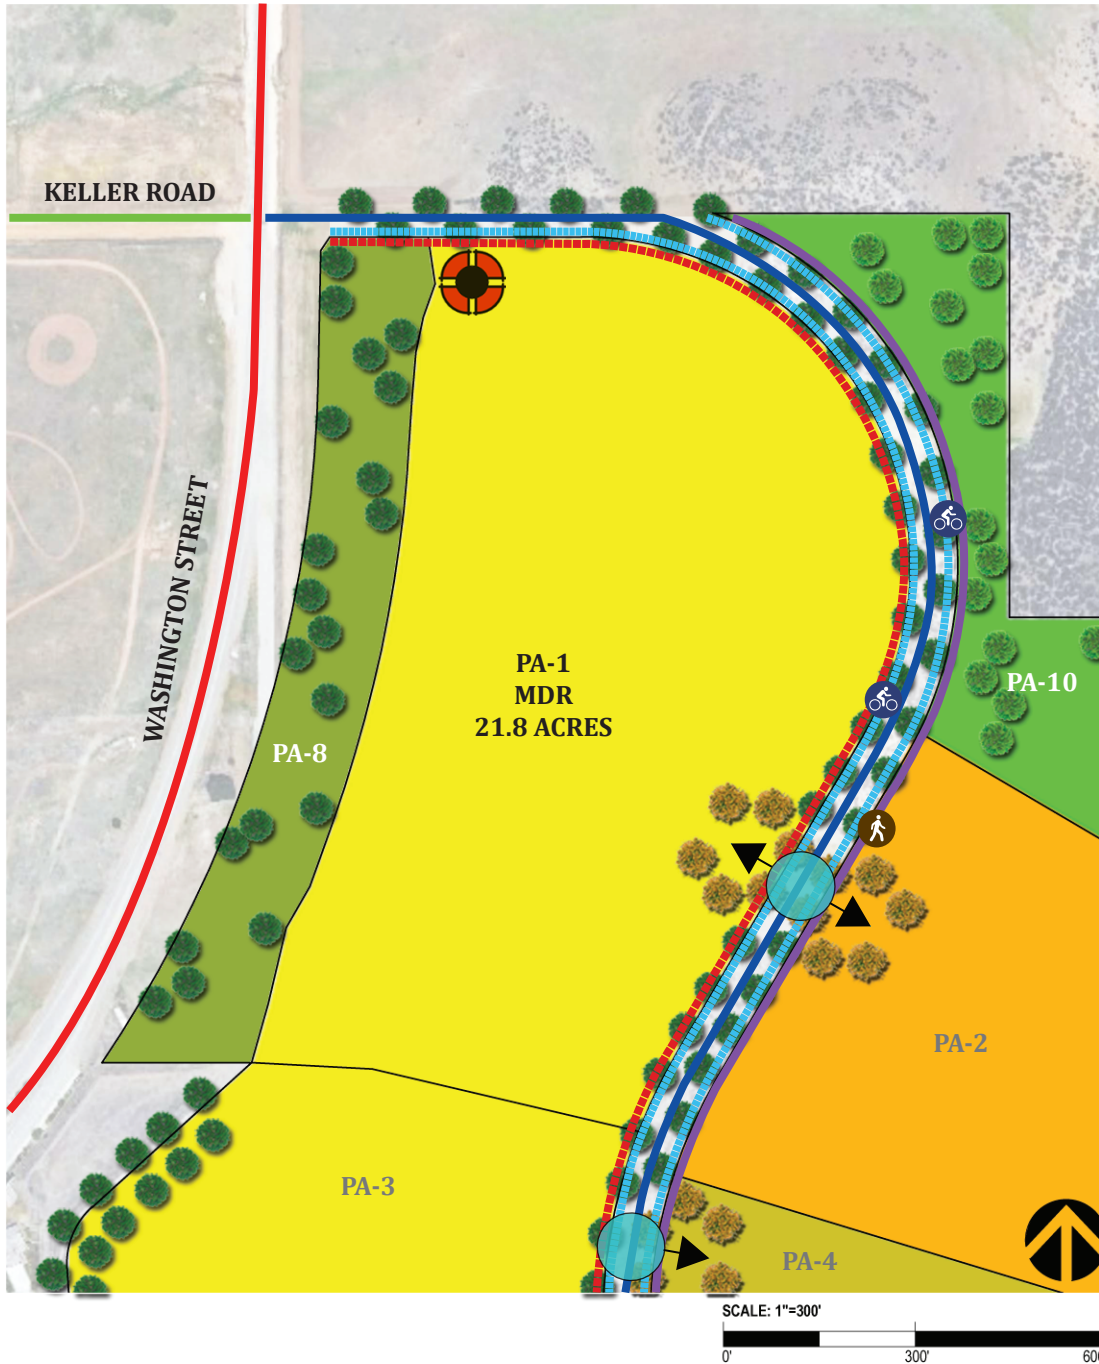 KELLER ROAD
WASHINGTON STREET
PA-1
MDR
21.8 ACRES
PA-10
PA-8
PA-2
PA-3
PA-4
SCALE: 1"=300'
0' 300'